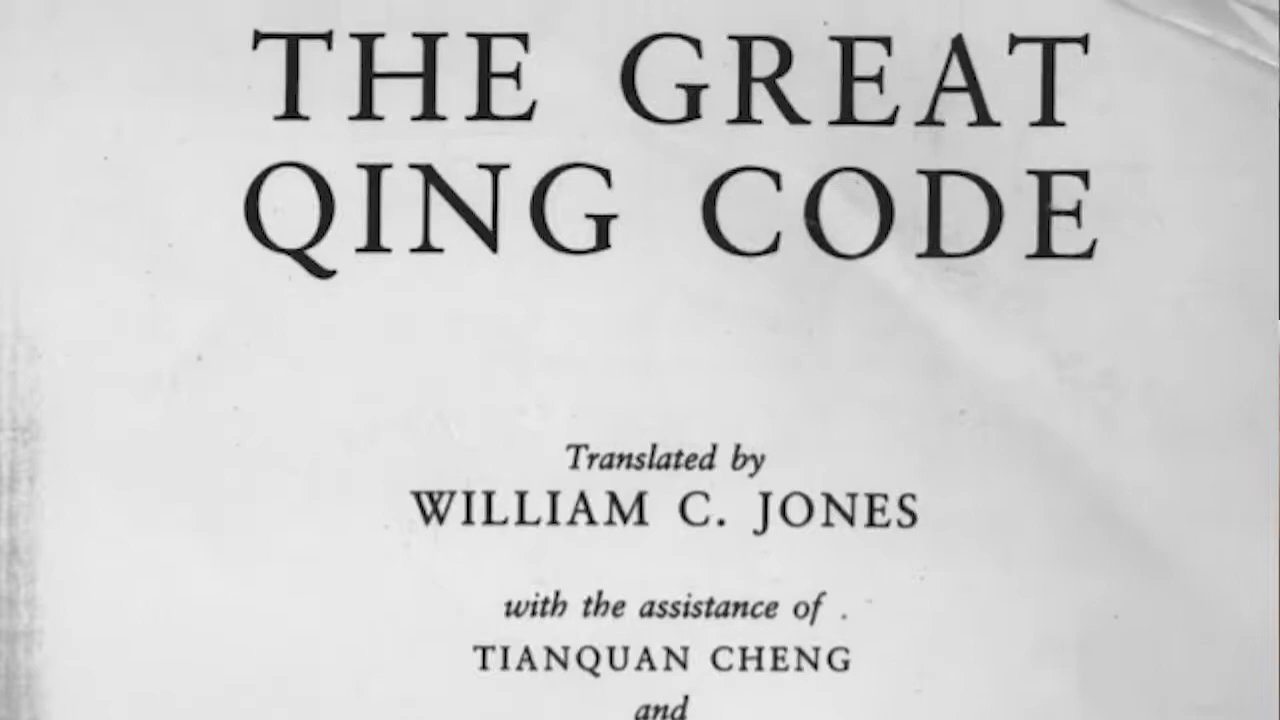 THE GREAT
QING CODE
Translated by
WILLIAM C. JONES
with the assistance of .
TIANQUAN CHENG
and